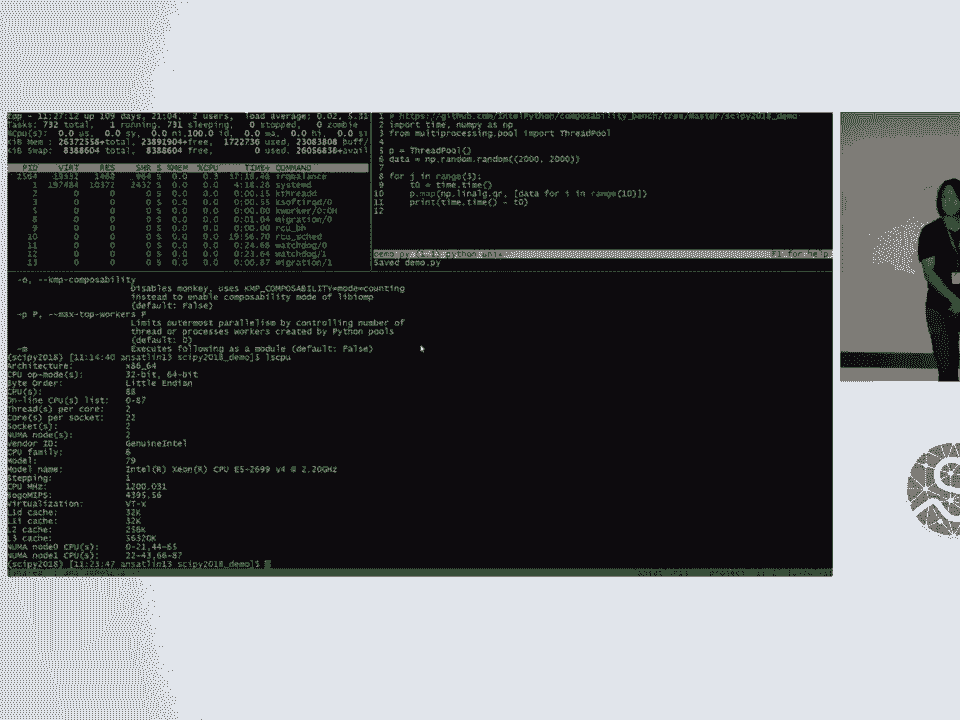 top - 11:27:12 up 109 days, 21:04, 2 users, load average: 0.02, 5.31
Tasks: 732 total, 1 running, 731 sleeping, 0 stopped, 0 zombie
%Cpu(s): 0.0 us, 0.0 sy, 0.0 ni,100.0 id, 0.0 wa, 0.0 hi, 0.0 si
KiB Mem : 26372558+total, 23891904+free, 1722736 used, 23083808 buff/
KiB Swap: 8388604 total, 8388604 free, 0 used. 26056836+avail
PID VIRT RES SHR S %MEM %CPU TIME+ COMMAND
1 197484 10372 2432 S 0.0 0.0 4:18.28 systemd
2 0 0 0 S 0.0 0.0 0:00.15 kthreadd
3 0 0 0 S 0.0 0.0 0:00.55 ksoftirqd/0
5 0 0 0 S 0.0 0.0 0:00.00 kworker/0:0H
8 0 0 0 S 0.0 0.0 0:01.04 migration/0
9 0 0 0 S 0.0 0.0 0:00.00 rcu_bh
10 0 0 0 S 0.0 0.0 19:56.70 rcu_sched
11 0 0 0 S 0.0 0.0 0:24.68 watchdog/0
12 0 0 0 S 0.0 0.0 0:21.64 watchdog/1
13 0 0 0 S 0.0 0.0 0:00.87 migration/1
1 # https://github.com/IntelPython/composability_bench/tree/master/scipy2018_demo
2 import time, numpy as np
3 from multiprocessing.pool import ThreadPool
4
5 p = ThreadPool()
6 data = np.random.random((2000, 2000))
7
8 for j in range(3):
9 t0 = time.time()
10 p.map(np.linalg.qr, [data for i in range(10)])
11 print(time.time() - t0)
12
F1 for help
Saved demo.py
--kmp-composability
Disables monkey, uses KMP_COMPOSABILITY=mode=counting
instead to enable composability mode of libiomp
(default: False)
-p P, --max-top-workers P
Limits outermost parallelism by controlling number of
thread or processes workers created by Python pools
(default: 0)
-m Executes following as a module (default: False)
(scipy2018) [11:14:40 ansatlin13 scipy2018_demo]$ lscpu
Architecture: x86_64
CPU op-mode(s): 32-bit, 64-bit
Byte Order: Little Endian
CPU(s): 88
On-line CPU(s) list: 0-87
Thread(s) per core: 2
Core(s) per socket: 22
Socket(s): 2
NUMA node(s): 2
Vendor ID: GenuineIntel
CPU family: 6
Model: 79
Model name: Intel(R) Xeon(R) CPU E5-2699 v4 @ 2.20GHz
Stepping: 1
CPU MHz: 1200.031
BogoMIPS: 4395.56
Virtualization: VT-x
L1d cache: 32K
L1i cache: 32K
L2 cache: 256K
L3 cache: 56320K
NUMA node0 CPU(s): 0-21,44-65
NUMA node1 CPU(s): 22-43,66-87
(scipy2018) [11:23:47 ansatlin13 scipy2018_demo]$